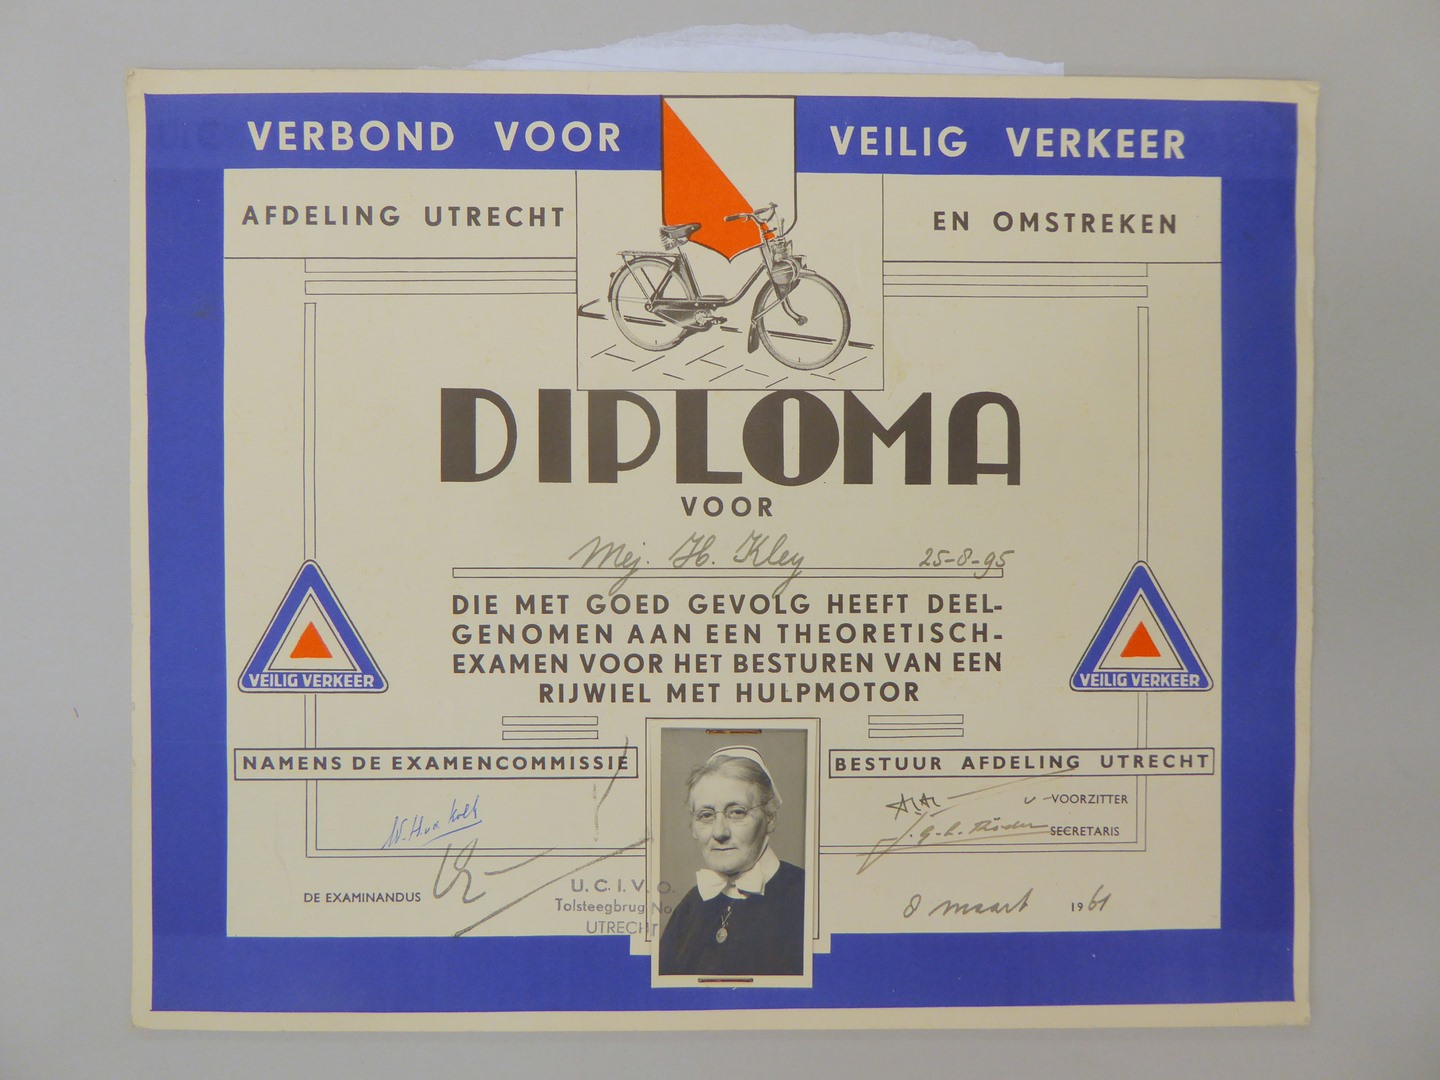 VERBOND VOOR VEILIG VERKEER
AFDELING UTRECHT EN OMSTREKEN
DIPLOMA
VOOR
Mej. H. Kley 25-8-95
DIE MET GOED GEVOLG HEEFT DEEL-
GENOMEN AAN EEN THEORETISCH-
EXAMEN VOOR HET BESTUREN VAN EEN
RIJWIEL MET HULPMOTOR
VEILIG VERKEER
VEILIG VERKEER
NAMENS DE EXAMENCOMMISSIE
BESTUUR AFDELING UTRECHT
VOORZITTER
SECRETARIS
DE EXAMINANDUS
U.C.I.V.O.
Tolsteegbrug No
UTRECHT
8 maart 1961